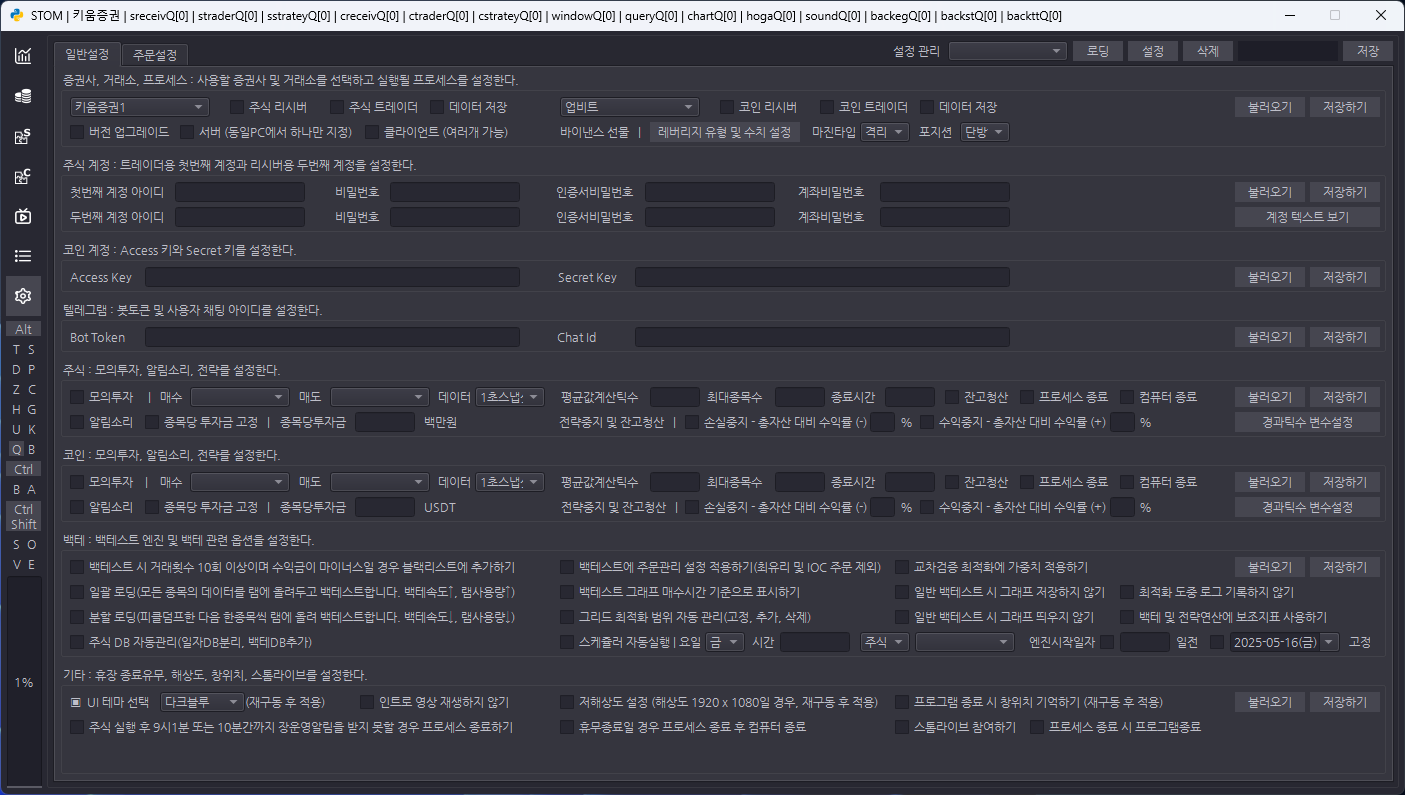 STOM | 키움증권 | sreceivQ[0] | straderQ[0] | sstrateyQ[0] | creceivQ[0] | ctraderQ[0] | cstrateyQ[0] | windowQ[0] | queryQ[0] | chartQ[0] | hogaQ[0] | soundQ[0] | backegQ[0] | backstQ[0] | backttQ[0]
일반설정 주문설정 설정 관리 로딩 설정 삭제 저장
증권사, 거래소, 프로세스 : 사용할 증권사 및 거래소를 선택하고 실행될 프로세스를 설정한다.
키움증권1 주식 리시버 주식 트레이더 데이터 저장 업비트 코인 리시버 코인 트레이더 데이터 저장 불러오기 저장하기
버전 업그레이드 서버 (동일PC에서 하나만 지정) 클라이언트 (여러개 가능) 바이낸스 선물 | 레버리지 유형 및 수치 설정 마진타입 격리 포지션 단방
주식 계정 : 트레이더용 첫번째 계정과 리시버용 두번째 계정을 설정한다.
첫번째 계정 아이디 비밀번호 인증서비밀번호 계좌비밀번호 불러오기 저장하기
두번째 계정 아이디 비밀번호 인증서비밀번호 계좌비밀번호 계정 텍스트 보기
코인 계정 : Access 키와 Secret 키를 설정한다.
Access Key Secret Key 불러오기 저장하기
텔레그램 : 봇토큰 및 사용자 채팅 아이디를 설정한다.
Bot Token Chat Id 불러오기 저장하기
주식 : 모의투자, 알림소리, 전략을 설정한다.
모의투자 | 매수 매도 데이터 1초스냅 평균값계산틱수 최대종목수 종료시간 잔고청산 프로세스 종료 컴퓨터 종료 불러오기 저장하기
알림소리 종목당 투자금 고정 | 종목당투자금 백만원 전략중지 및 잔고청산 | 손실중지 - 총자산 대비 수익률 (-) % 수익중지 - 총자산 대비 수익률 (+) % 경과틱수 변수설정
코인 : 모의투자, 알림소리, 전략을 설정한다.
모의투자 | 매수 매도 데이터 1초스냅 평균값계산틱수 최대종목수 종료시간 잔고청산 프로세스 종료 컴퓨터 종료 불러오기 저장하기
알림소리 종목당 투자금 고정 | 종목당투자금 USDT 전략중지 및 잔고청산 | 손실중지 - 총자산 대비 수익률 (-) % 수익중지 - 총자산 대비 수익률 (+) % 경과틱수 변수설정
백테 : 백테스트 엔진 및 백테 관련 옵션을 설정한다.
백테스트 시 거래횟수 10회 이상이며 수익금이 마이너스일 경우 블랙리스트에 추가하기 백테스트에 주문관리 설정 적용하기(최유리 및 IOC 주문 제외) 교차검증 최적화에 가중치 적용하기 불러오기 저장하기
일괄 로딩(모든 종목의 데이터를 램에 올려두고 백테스트합니다. 백테속도↑, 램사용량↑) 백테스트 그래프 매수시간 기준으로 표시하기 일반 백테스트 시 그래프 저장하지 않기 최적화 도중 로그 기록하지 않기
분할 로딩(피클덤프한 다음 한종목씩 램에 올려 백테스트합니다. 백테속도↓, 램사용량↓) 그리드 최적화 범위 자동 관리(고정, 추가, 삭제) 일반 백테스트 시 그래프 띄우지 않기 백테 및 전략연산에 보조지표 사용하기
주식 DB 자동관리(일자DB분리, 백테DB추가) 스케쥴러 자동실행 | 요일 금 시간 주식 엔진시작일자 일전 2025-05-16(금) 고정
기타 : 휴장 종료유무, 해상도, 창위치, 스톰라이브를 설정한다.
UI 테마 선택 다크블루 (재구동 후 적용) 인트로 영상 재생하지 않기 저해상도 설정 (해상도 1920 x 1080일 경우, 재구동 후 적용) 프로그램 종료 시 창위치 기억하기 (재구동 후 적용) 불러오기 저장하기
주식 실행 후 9시1분 또는 10분간까지 장운영알림을 받지 못할 경우 프로세스 종료하기 휴무종료일 경우 프로세스 종료 후 컴퓨터 종료 스톰라이브 참여하기 프로세스 종료 시 프로그램종료
S
C
Alt
T S
D P
Z C
H G
U K
Q B
Ctrl
B A
Ctrl
Shift
S O
V E
1%